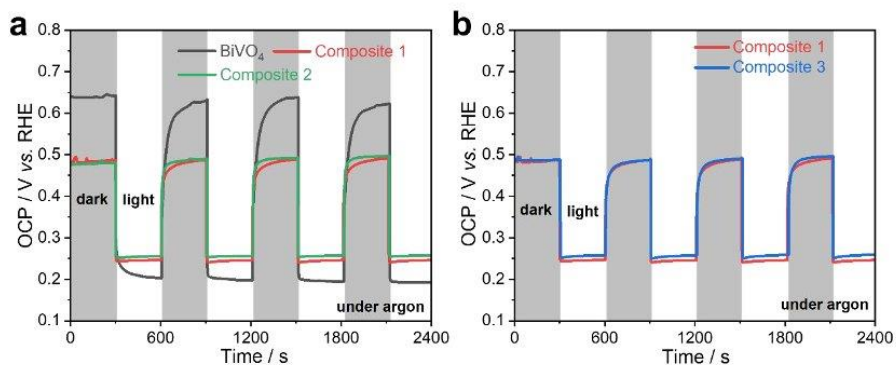 a
BiVO4 Composite 1
Composite 2
OCP / V vs. RHE
0.8
0.7
0.6
0.5
0.4
0.3
0.2
0.1
dark
light
under argon
0 600 1200 1800 2400
Time / s
b
Composite 1
Composite 3
OCP / V vs. RHE
0.8
0.7
0.6
0.5
0.4
0.3
0.2
0.1
dark
light
under argon
0 600 1200 1800 2400
Time / s